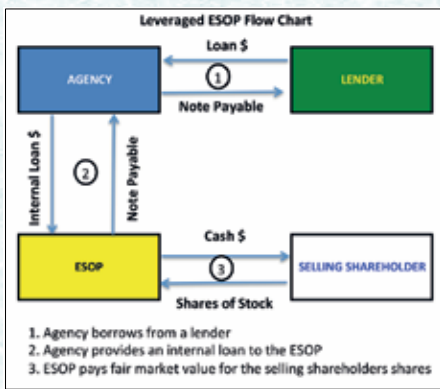 Leveraged ESOP Flow Chart
Loan $
AGENCY
1
LENDER
Note Payable
Internal Loan $
2
Note Payable
Cash $
ESOP
3
SELLING SHAREHOLDER
Shares of Stock
1. Agency borrows from a lender
2. Agency provides an internal loan to the ESOP
3. ESOP pays fair market value for the selling shareholders shares